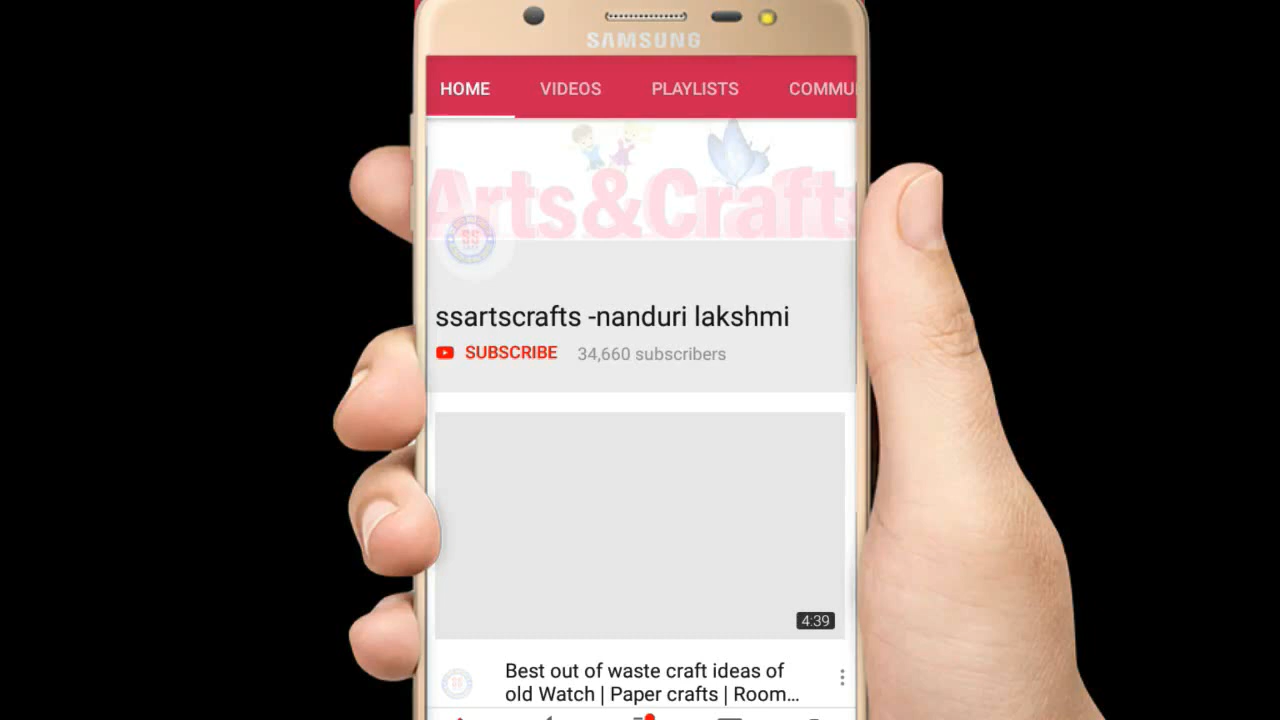 SAMSUNG
HOME VIDEOS PLAYLISTS COMMU
Arts&Crafts
SS
ssartscrafts -nanduri lakshmi
SUBSCRIBE 34,660 subscribers
4:39
Best out of waste craft ideas of
old Watch | Paper crafts | Room...